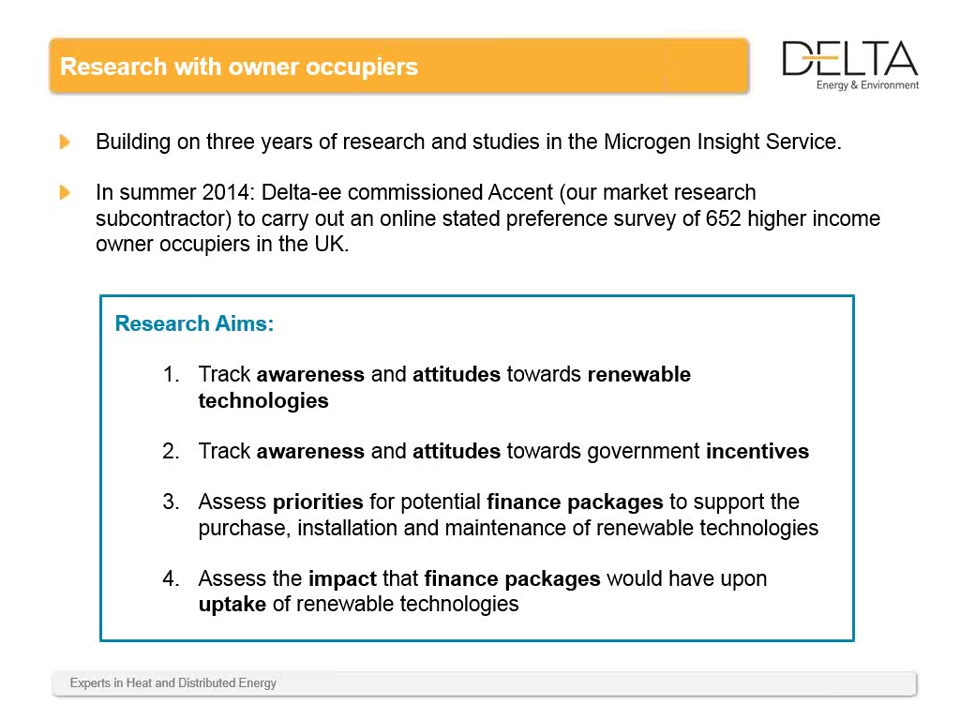 Research with owner occupiers
DELTA
Energy & Environment
Building on three years of research and studies in the Microgen Insight Service.
In summer 2014: Delta-ee commissioned Accent (our market research
subcontractor) to carry out an online stated preference survey of 652 higher income
owner occupiers in the UK.
Research Aims:
1. Track awareness and attitudes towards renewable
technologies
2. Track awareness and attitudes towards government incentives
3. Assess priorities for potential finance packages to support the
purchase, installation and maintenance of renewable technologies
4. Assess the impact that finance packages would have upon
uptake of renewable technologies
Experts in Heat and Distributed Energy